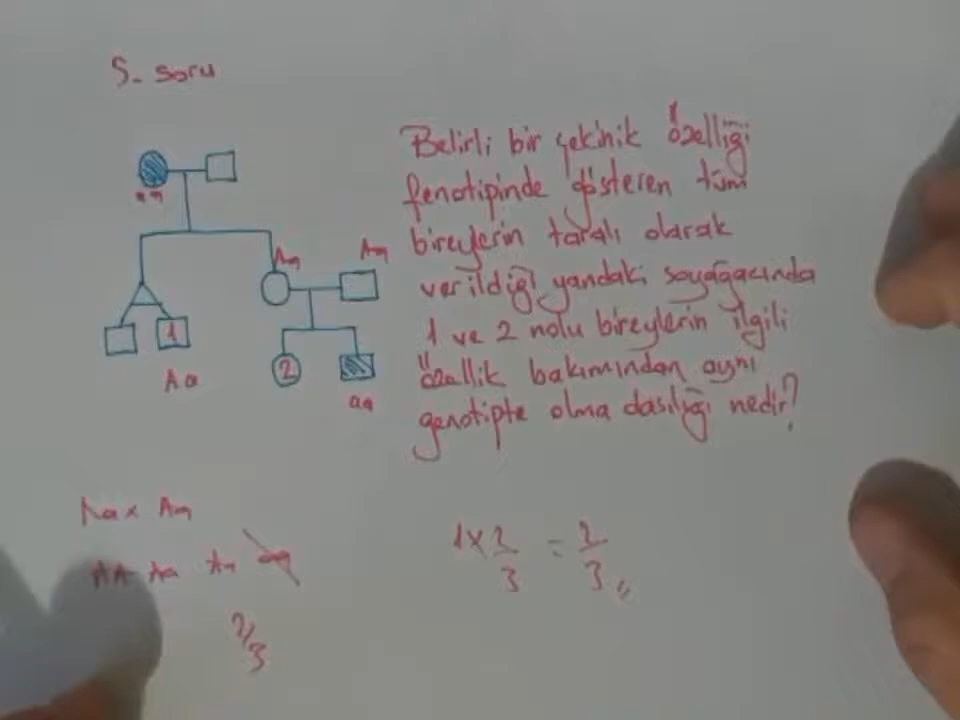 5- soru
Belirli bir çekinik özelliği
fenotipinde gösteren tüm
bireylerin taralı olarak
verildiği yandaki soyağacında
1 ve 2 nolu bireylerin ilgili
özellik bakımından aynı
genotipte olma olasılığı nedir?
aa
Aa
Aa
1
2
Aa
aa
Aa x Aa
AA Aa Aa aa
2/3
1 x 2/3 = 2/3 //